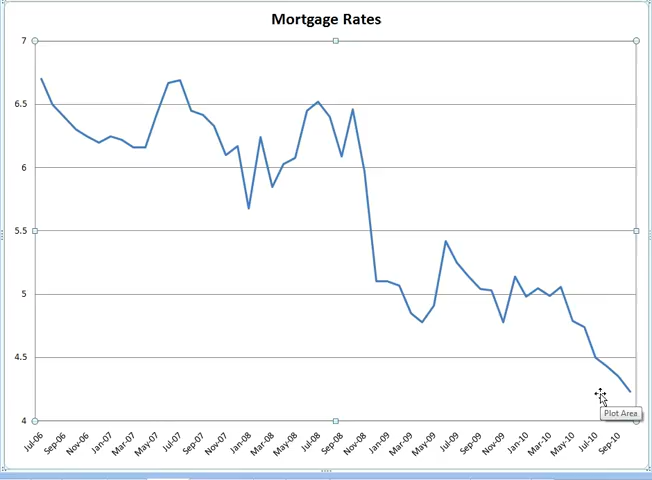 Mortgage Rates
7
6.5
6
5.5
5
4.5
4
Plot Area
Jul-06 Sep-06 Nov-06 Jan-07 Mar-07 May-07 Jul-07 Sep-07 Nov-07 Jan-08 Mar-08 May-08 Jul-08 Sep-08 Nov-08 Jan-09 Mar-09 May-09 Jul-09 Sep-09 Nov-09 Jan-10 Mar-10 May-10 Jul-10 Sep-10